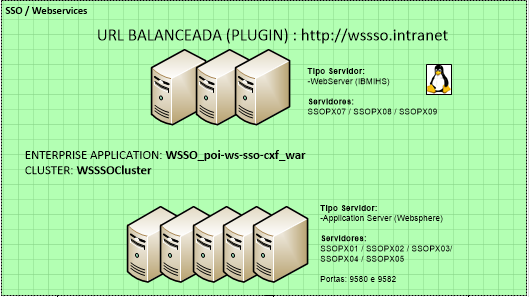 SSO / Webservices
URL BALANCEADA (PLUGIN) : http://wssso.intranet
Tipo Servidor:
-WebServer (IBMIHS)
Servidores:
SSOPX07 / SSOPX08 / SSOPX09
ENTERPRISE APPLICATION: WSSO_poi-ws-sso-cxf_war
CLUSTER: WSSSOCluster
Tipo Servidor:
-Application Server (Websphere)
Servidores:
SSOPX01 / SSOPX02 / SSOPX03/
SSOPX04 / SSOPX05
Portas: 9580 e 9582